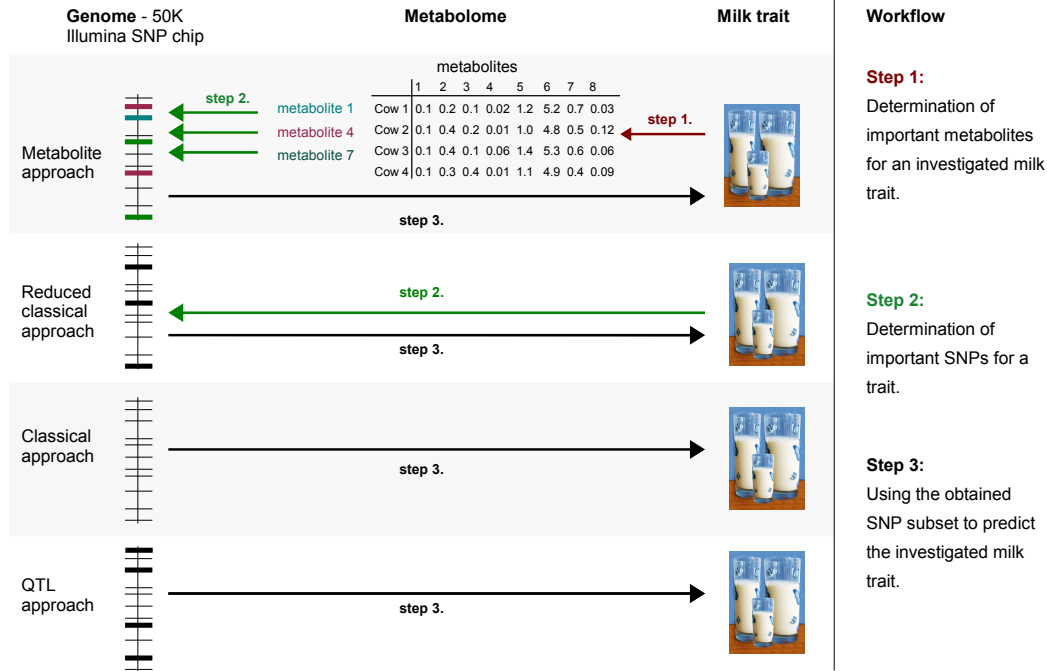 Genome - 50K
Illumina SNP chip
Metabolome
Milk trait
Workflow
Metabolite
approach
step 2.
metabolite 1
metabolite 4
metabolite 7
metabolites
1 2 3 4 5 6 7 8
Cow 1 0.1 0.2 0.1 0.02 1.2 5.2 0.7 0.03
Cow 2 0.1 0.4 0.2 0.01 1.0 4.8 0.5 0.12
Cow 3 0.1 0.4 0.1 0.06 1.4 5.3 0.6 0.06
Cow 4 0.1 0.3 0.4 0.01 1.1 4.9 0.4 0.09
step 1.
step 3.
Reduced
classical
approach
step 2.
step 3.
Classical
approach
step 3.
QTL
approach
step 3.
Step 1:
Determination of
important metabolites
for an investigated milk
trait.
Step 2:
Determination of
important SNPs for a
trait.
Step 3:
Using the obtained
SNP subset to predict
the investigated milk
trait.